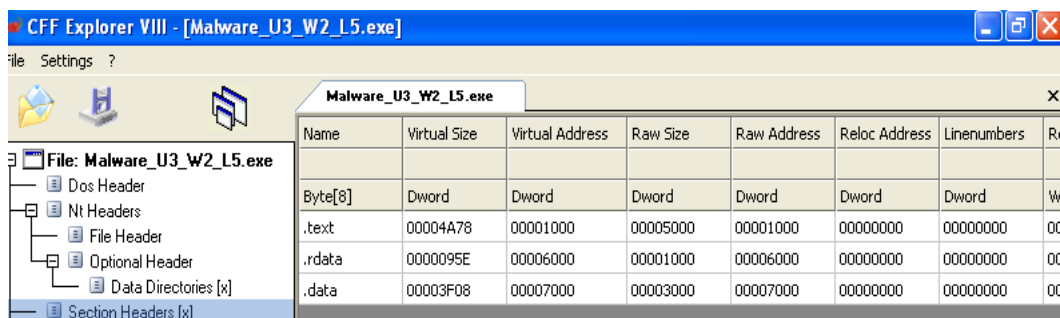 CFF Explorer VIII - [Malware_U3_W2_L5.exe]
File Settings ?
Malware_U3_W2_L5.exe
File: Malware_U3_W2_L5.exe
Dos Header
Nt Headers
File Header
Optional Header
Data Directories [x]
Section Headers [x]
Name Virtual Size Virtual Address Raw Size Raw Address Reloc Address Linenumbers
Byte[8] Dword Dword Dword Dword Dword Dword
.text 00004A78 00001000 00005000 00001000 00000000 00000000
.rdata 0000095E 00006000 00001000 00006000 00000000 00000000
.data 00003F08 00007000 00003000 00007000 00000000 00000000